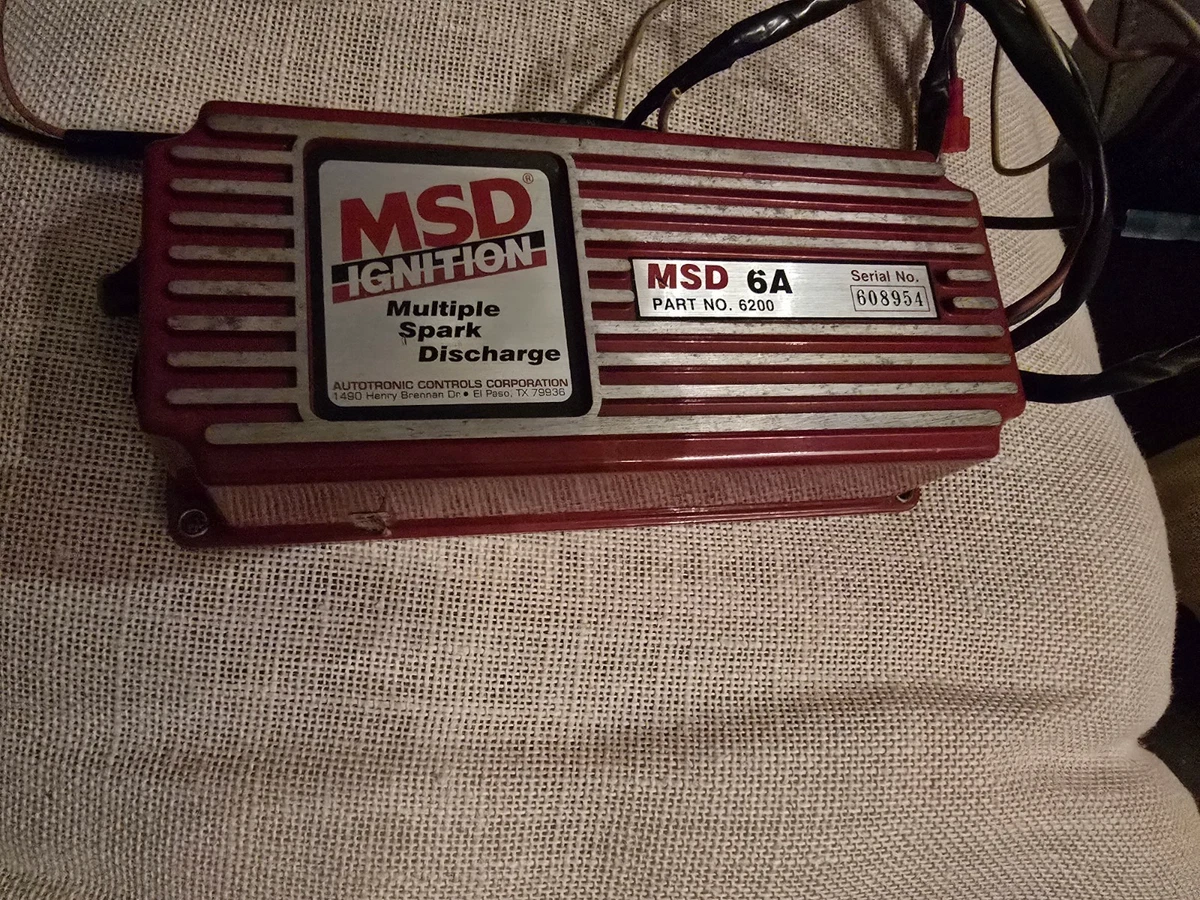 MSD®
IGNITION
Multiple
Spark
Discharge
AUTOTRONIC CONTROLS CORPORATION
1490 Henry Brennan Dr • El Paso, TX 79936
MSD 6A
PART NO. 6200
Serial No.
608954